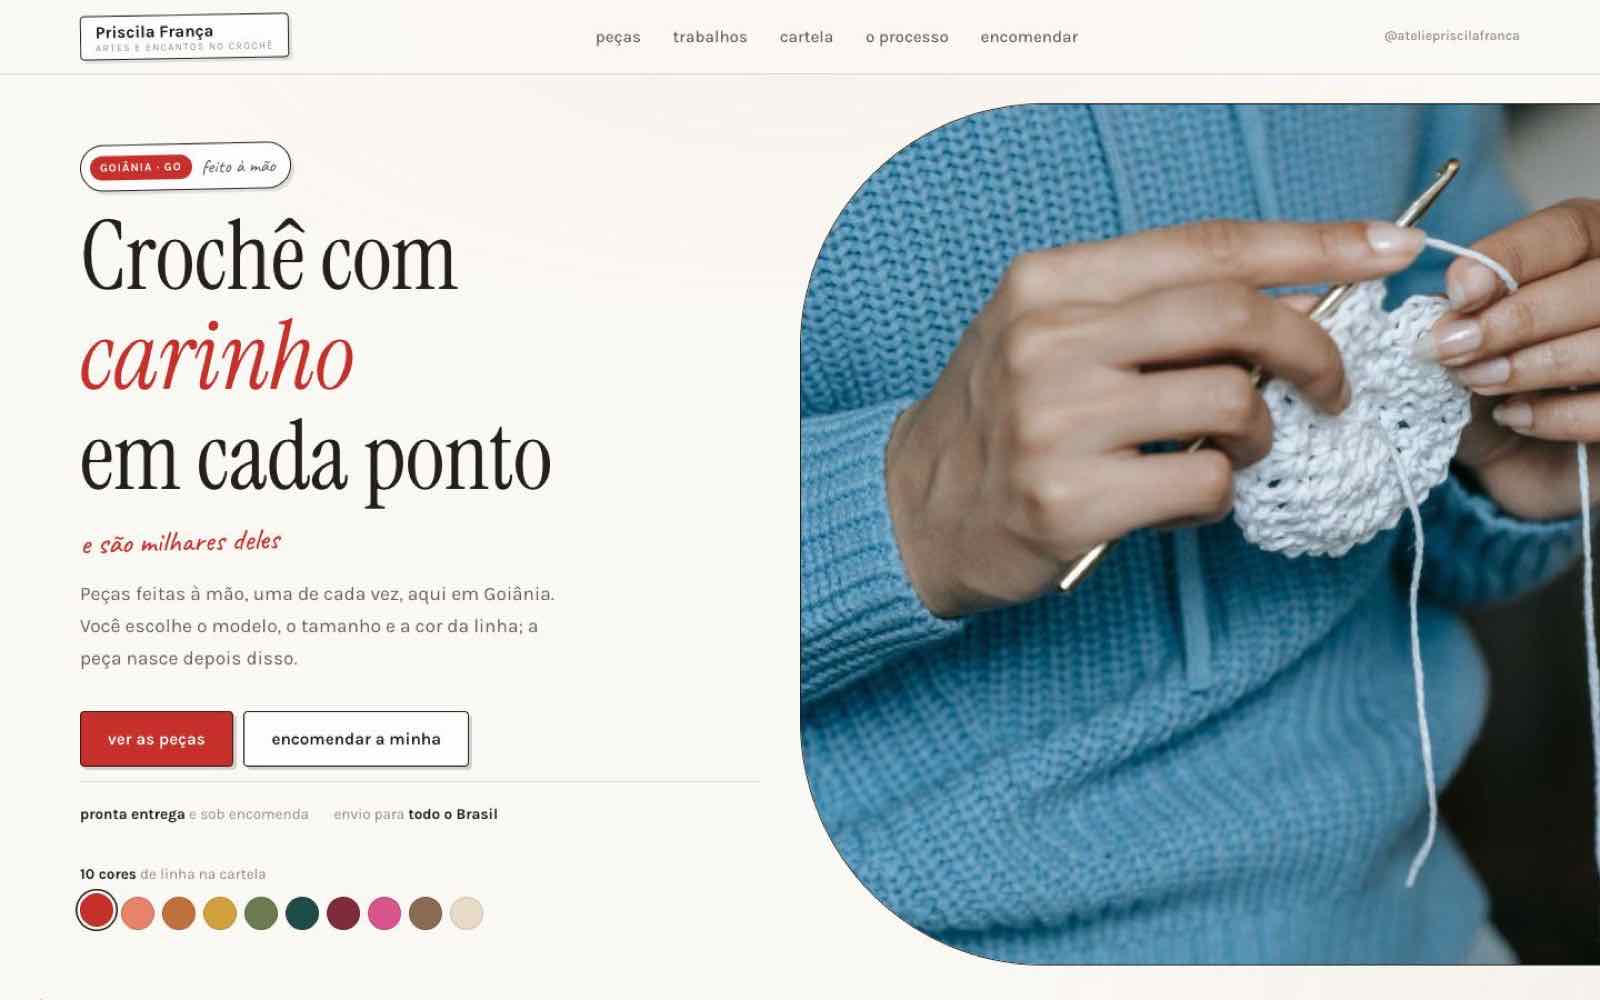 Priscila França
ARTES E ENCANTOS NO CROCHÊ
peças
trabalhos
cartela
o processo
encomendar
@ateliepriscilafranca
GOIÂNIA · GO feito à mão
Crochê com
carinho
em cada ponto
e são milhares deles
Peças feitas à mão, uma de cada vez, aqui em Goiânia.
Você escolhe o modelo, o tamanho e a cor da linha; a
peça nasce depois disso.
ver as peças
encomendar a minha
pronta entrega e sob encomenda
envio para todo o Brasil
10 cores de linha na cartela